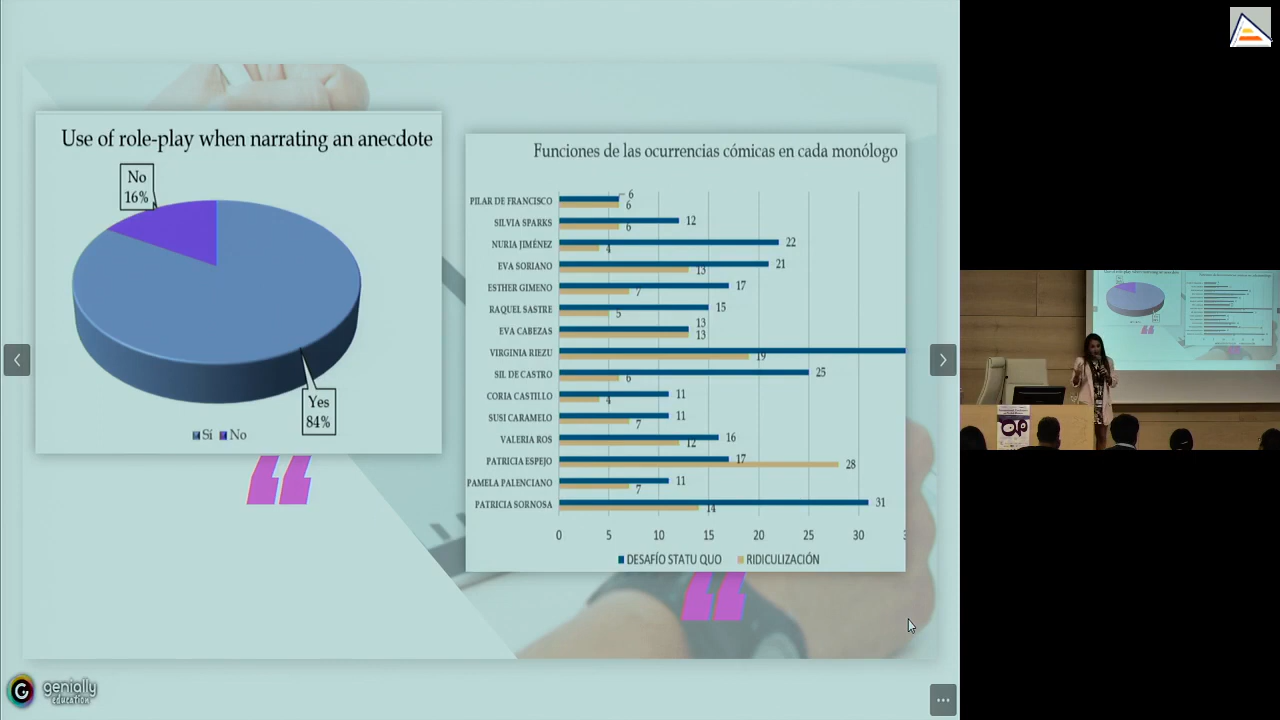 Use of role-play when narrating an anecdote
No
16%
Yes
84%
Sí No
Funciones de las ocurrencias cómicas en cada monólogo
PILAR DE FRANCISCO 6 6
SILVIA SPARKS 12 6
NURIA JIMÉNEZ 22 4
EVA SORIANO 21 13
ESTHER GIMENO 17 7
RAQUEL SASTRE 15 5
EVA CABEZAS 13 13
VIRGINIA RIEZU 19
SIL DE CASTRO 25 6
CORIA CASTILLO 11 4
SUSI CARAMELO 11 7
VALERIA ROS 16 12
PATRICIA ESPEJO 17 28
PAMELA PALENCIANO 11 7
PATRICIA SORNOSA 31 14
0 5 10 15 20 25 30
DESAFÍO STATU QUO RIDICULIZACIÓN
genially
education